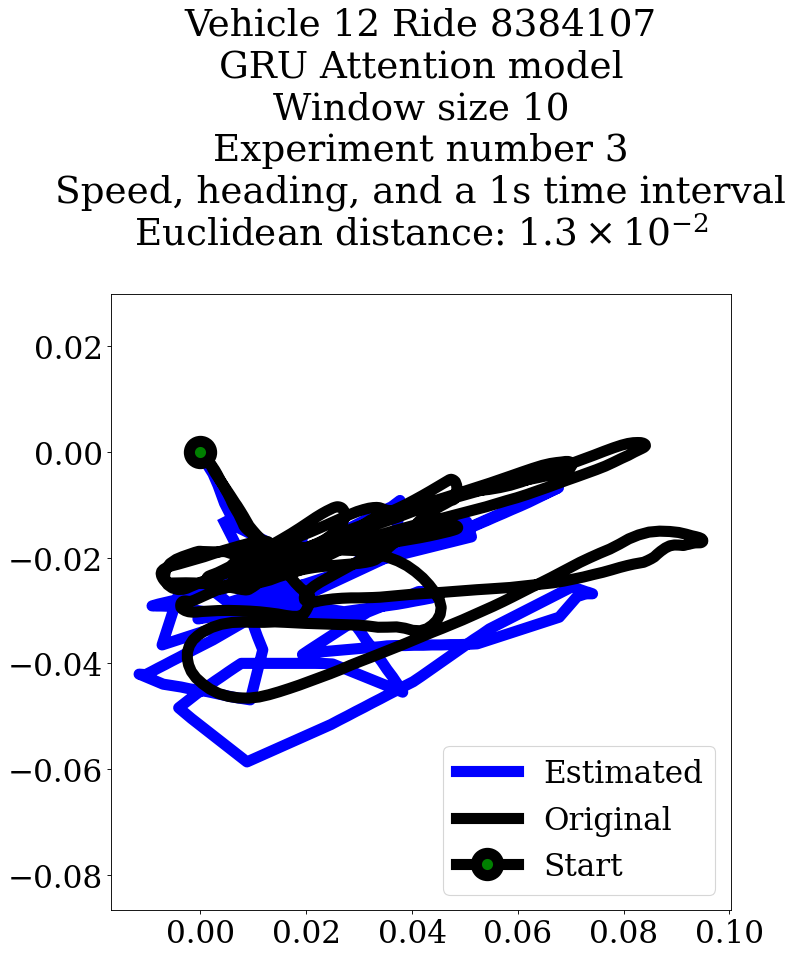 Vehicle 12 Ride 8384107
GRU Attention model
Window size 10
Experiment number 3
Speed, heading, and a 1s time interval
Euclidean distance: 1.3 × 10⁻²
0.02
0.00
−0.02
−0.04
−0.06
−0.08
Estimated
Original
Start
0.00 0.02 0.04 0.06 0.08 0.10